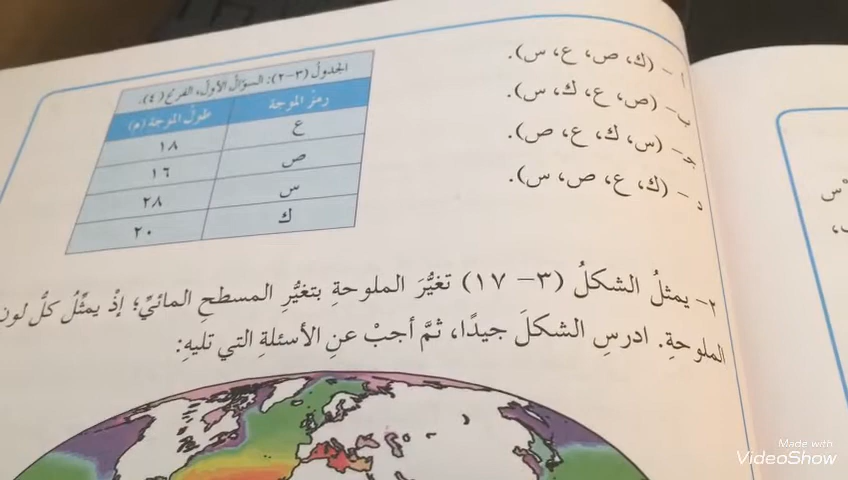 أ – (ك، ص، ع، س).
ب – (ص، ع، ك، س).
جـ – (س، ك، ع، ص).
د – (ك، ع، ص، س).
الجدول (٣-٢): السؤال الأول، الفرع (٤).
رمز الموجة طول الموجة (م)
ع ١٨
ص ١٦
س ٢٨
ك ٢٠
٢- يمثلُ الشكلُ (٣- ١٧) تغيُّرَ الملوحةِ بتغيُّرِ المسطحِ المائيِّ؛ إذْ يمثِّلُ كلُّ لون
الملوحةِ. ادرسِ الشكلَ جيدًا، ثمَّ أجبْ عنِ الأسئلةِ التي تليهِ:
Made with
VideoShow